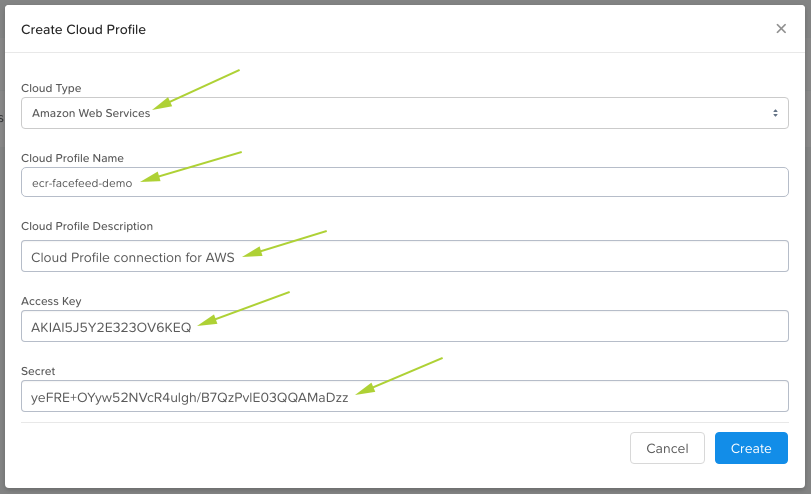 Create Cloud Profile
Cloud Type
Amazon Web Services
Cloud Profile Name
ecr-facefeed-demo
Cloud Profile Description
Cloud Profile connection for AWS
Access Key
AKIAI5J5Y2E323OV6KEQ
Secret
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
Cancel
Create